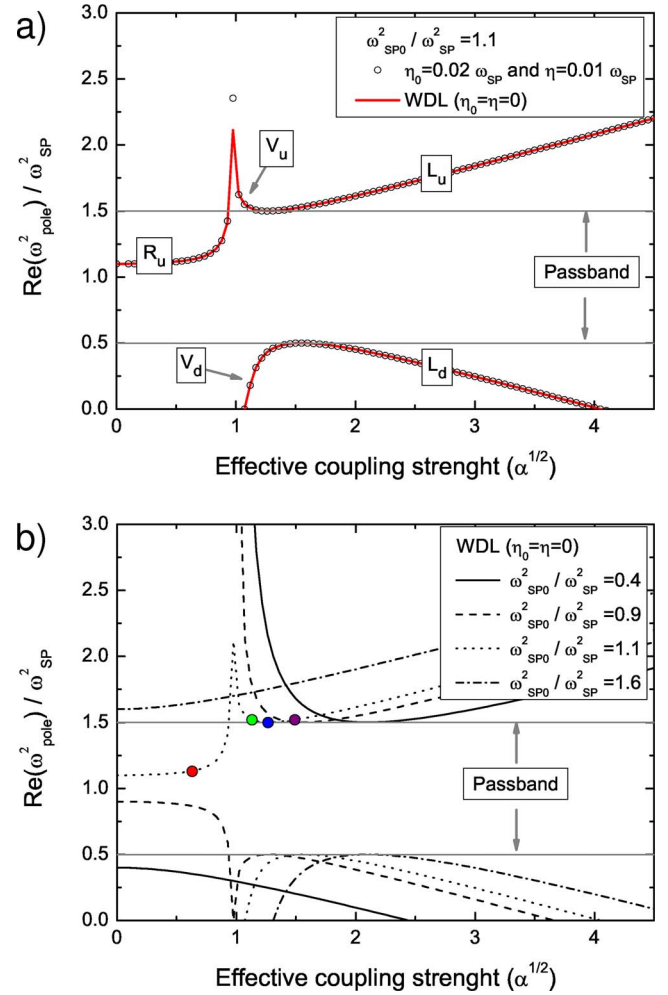 a)
ω²SP0 / ω²SP =1.1
η₀=0.02 ωSP and η=0.01 ωSP
WDL (η₀=η=0)
3.0
2.5
2.0
1.5
1.0
0.5
0.0
Re(ω²pole) / ω²SP
Vu
Lu
Ru
Passband
Vd
Ld
0 1 2 3 4
Effective coupling strenght (α^1/2)
b)
WDL (η₀=η=0)
ω²SP0 / ω²SP =0.4
ω²SP0 / ω²SP =0.9
ω²SP0 / ω²SP =1.1
ω²SP0 / ω²SP =1.6
3.0
2.5
2.0
1.5
1.0
0.5
0.0
Re(ω²pole) / ω²SP
Passband
0 1 2 3 4
Effective coupling strenght (α^1/2)